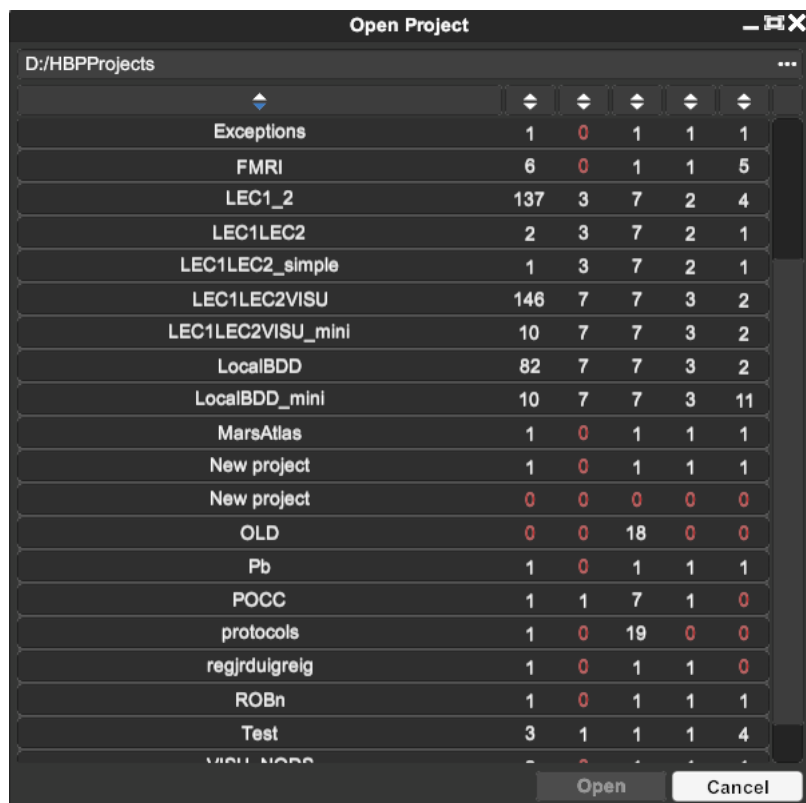 Open Project
D:/HBPProjects ...
Exceptions 1 0 1 1 1
FMRI 6 0 1 1 5
LEC1_2 137 3 7 2 4
LEC1LEC2 2 3 7 2 1
LEC1LEC2_simple 1 3 7 2 1
LEC1LEC2VISU 146 7 7 3 2
LEC1LEC2VISU_mini 10 7 7 3 2
LocalBDD 82 7 7 3 2
LocalBDD_mini 10 7 7 3 11
MarsAtlas 1 0 1 1 1
New project 1 0 1 1 1
New project 0 0 0 0 0
OLD 0 0 18 0 0
Pb 1 0 1 1 1
POCC 1 1 7 1 0
protocols 1 0 19 0 0
regjrduigreig 1 0 1 1 0
ROBn 1 0 1 1 1
Test 3 1 1 1 4
Open Cancel